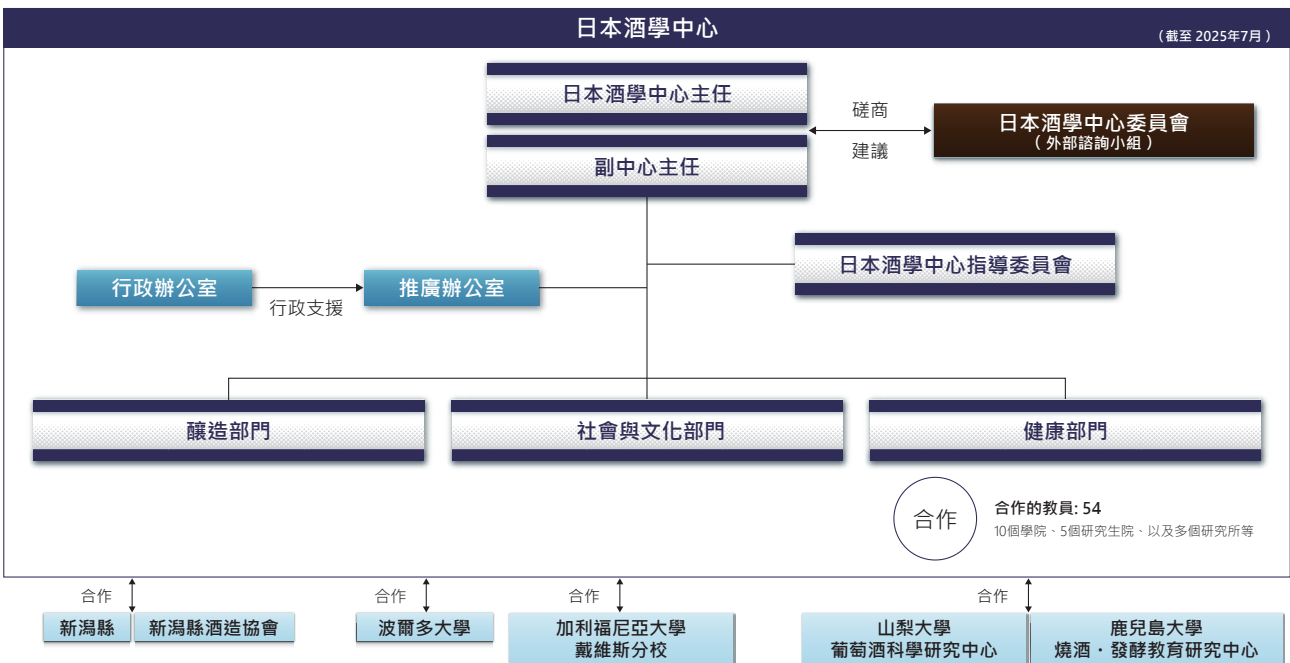 日本酒學中心
（截至 2025年7月）
日本酒學中心主任
磋商
日本酒學中心委員會
（外部諮詢小組）
建議
副中心主任
日本酒學中心指導委員會
行政辦公室
行政支援
推廣辦公室
釀造部門
社會與文化部門
健康部門
合作
合作的教員: 54
10個學院、5個研究生院、以及多個研究所等
合作
新潟縣
新潟縣酒造協會
合作
波爾多大學
合作
加利福尼亞大學
戴維斯分校
合作
山梨大學
葡萄酒科學研究中心
鹿兒島大學
燒酒・發酵教育研究中心